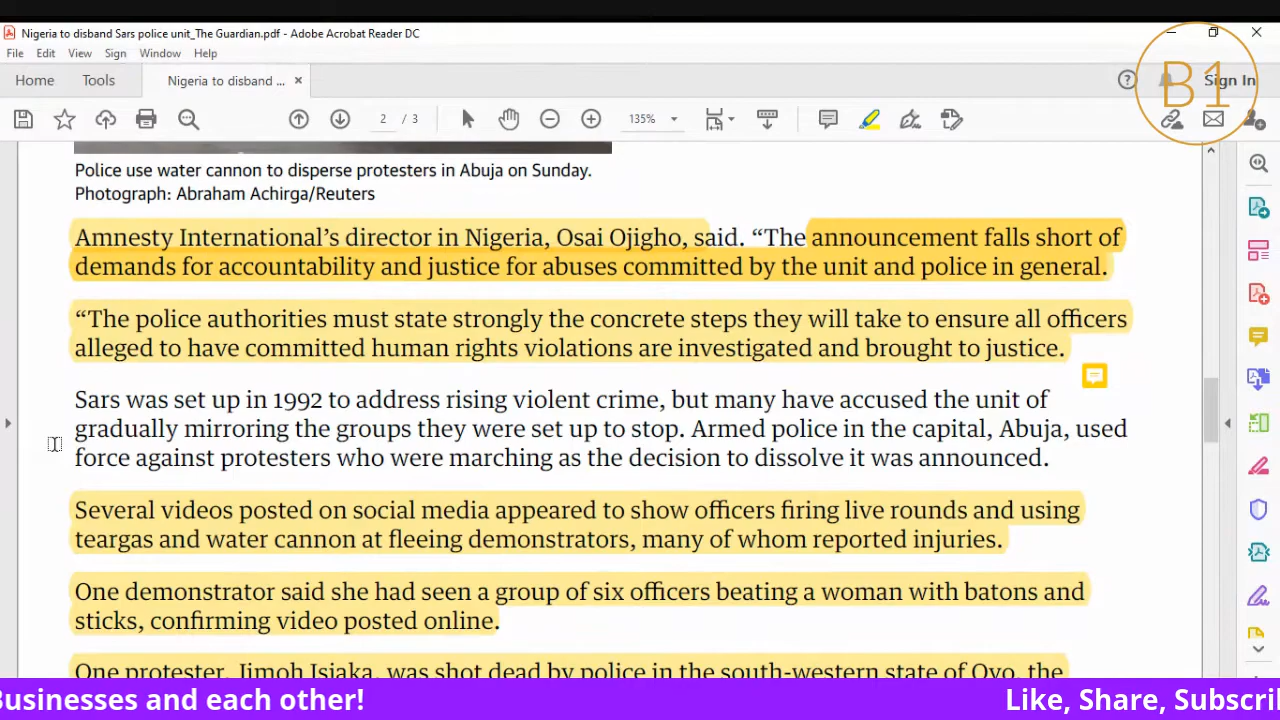 Nigeria to disband Sars police unit_The Guardian.pdf - Adobe Acrobat Reader DC
File Edit View Sign Window Help
Home Tools Nigeria to disband ... × ? Sign In
B1
2 / 3 135%
Police use water cannon to disperse protesters in Abuja on Sunday.
Photograph: Abraham Achirga/Reuters
Amnesty International’s director in Nigeria, Osai Ojigho, said. “The announcement falls short of
demands for accountability and justice for abuses committed by the unit and police in general.
“The police authorities must state strongly the concrete steps they will take to ensure all officers
alleged to have committed human rights violations are investigated and brought to justice.
Sars was set up in 1992 to address rising violent crime, but many have accused the unit of
gradually mirroring the groups they were set up to stop. Armed police in the capital, Abuja, used
force against protesters who were marching as the decision to dissolve it was announced.
Several videos posted on social media appeared to show officers firing live rounds and using
teargas and water cannon at fleeing demonstrators, many of whom reported injuries.
One demonstrator said she had seen a group of six officers beating a woman with batons and
sticks, confirming video posted online.
One protester, Jimoh Isiaka, was shot dead by police in the south-western state of Oyo, the
Businesses and each other! Like, Share, Subscri